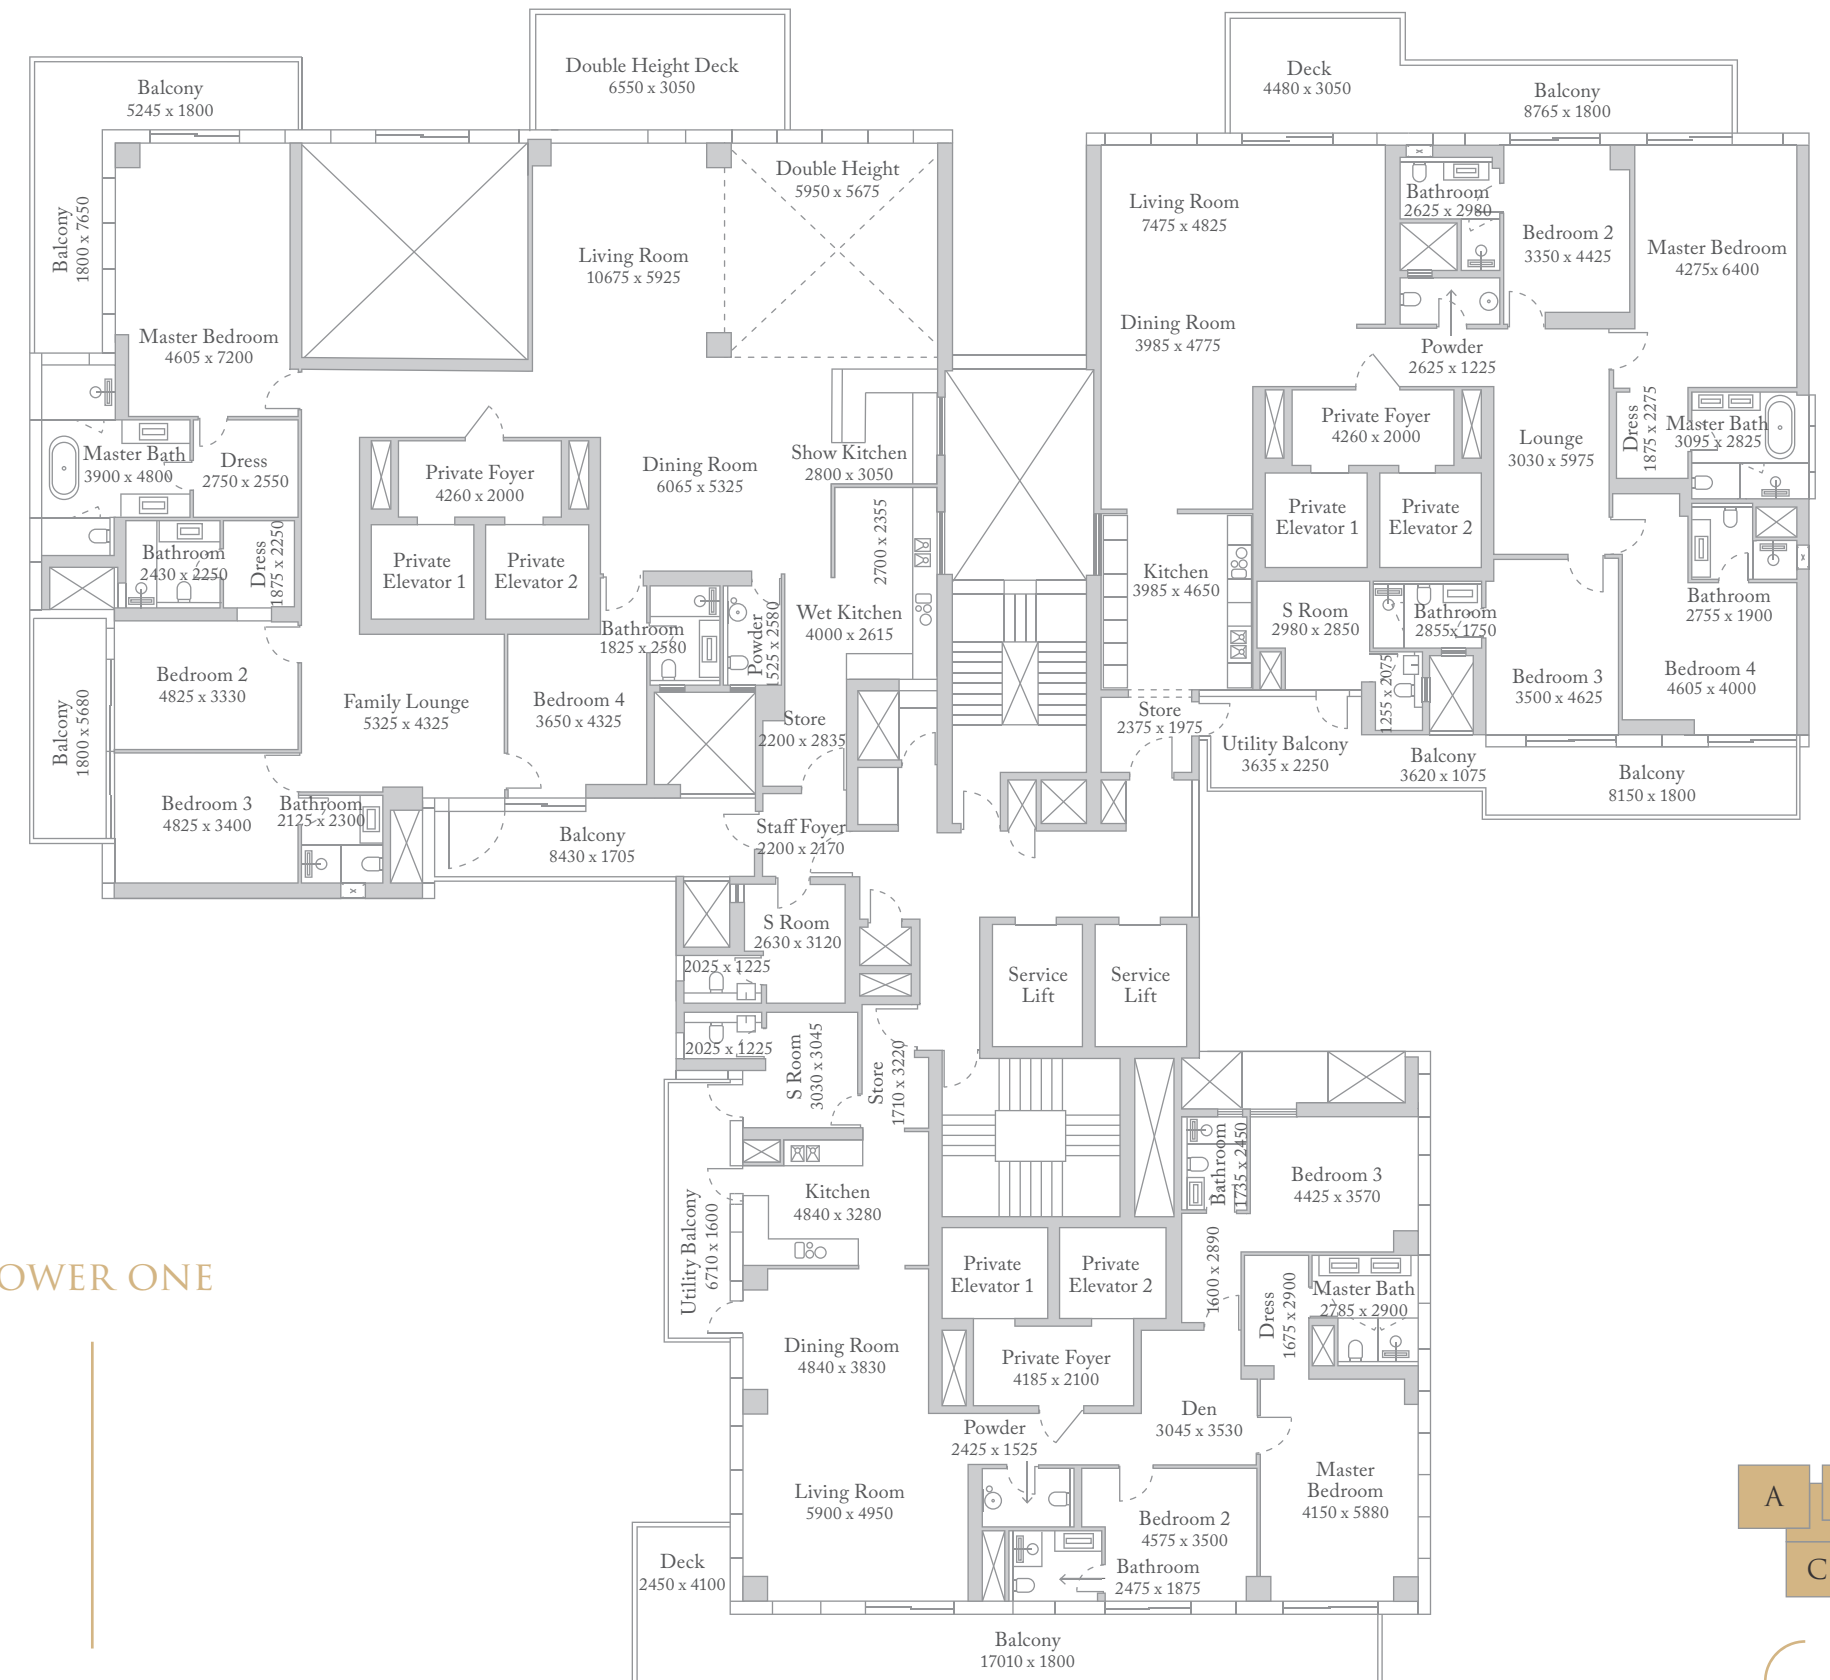 Double Height Deck
6550 x 3050
Balcony
5245 x 1800
Deck
4480 x 3050
Balcony
8765 x 1800
Balcony
1800 x 7650
Double Height
5950 x 5675
Living Room
10675 x 5925
Master Bedroom
4605 x 7200
Master Bath
3900 x 4800
Dress
2750 x 2550
Private Foyer
4260 x 2000
Dining Room
6065 x 5325
Show Kitchen
2800 x 3050
2700 x 2355
Private
Elevator 1
Private
Elevator 2
Bathroom
2430 x 2250
Dress
1875 x 2250
Bathroom
1825 x 2580
Powder
1525 x 2580
Wet Kitchen
4000 x 2615
Bedroom 2
4825 x 3330
Family Lounge
5325 x 4325
Bedroom 4
3650 x 4325
Store
2200 x 2835
Balcony
1800 x 5680
Bedroom 3
4825 x 3400
Bathroom
2125 x 2300
Balcony
8430 x 1705
Staff Foyer
2200 x 2170
S Room
2630 x 3120
2025 x 1225
Living Room
7475 x 4825
Bathroom
2625 x 2980
Bedroom 2
3350 x 4425
Master Bedroom
4275x 6400
Dining Room
3985 x 4775
Powder
2625 x 1225
Private Foyer
4260 x 2000
Lounge
3030 x 5975
Dress
1875 x 2275
Master Bath
3095 x 2825
Private
Elevator 1
Private
Elevator 2
Kitchen
3985 x 4650
S Room
2980 x 2850
Bathroom
2855x 1750
Bathroom
2755 x 1900
1255 x 2075
Bedroom 3
3500 x 4625
Bedroom 4
4605 x 4000
Store
2375 x 1975
Utility Balcony
3635 x 2250
Balcony
3620 x 1075
Balcony
8150 x 1800
Service
Lift
Service
Lift
2025 x 1225
S Room
3030 x 3045
Store
1710 x 3220
Kitchen
4840 x 3280
Utility Balcony
6710 x 1600
Bathroom
1735 x 2450
Bedroom 3
4425 x 3570
Private
Elevator 1
Private
Elevator 2
1600 x 2890
Dress
1675 x 2900
Master Bath
2785 x 2900
Dining Room
4840 x 3830
Private Foyer
4185 x 2100
Den
3045 x 3530
Powder
2425 x 1525
Living Room
5900 x 4950
Master
Bedroom
4150 x 5880
Bedroom 2
4575 x 3500
Bathroom
2475 x 1875
Deck
2450 x 4100
Balcony
17010 x 1800
OWER ONE
A
C
x
x
x